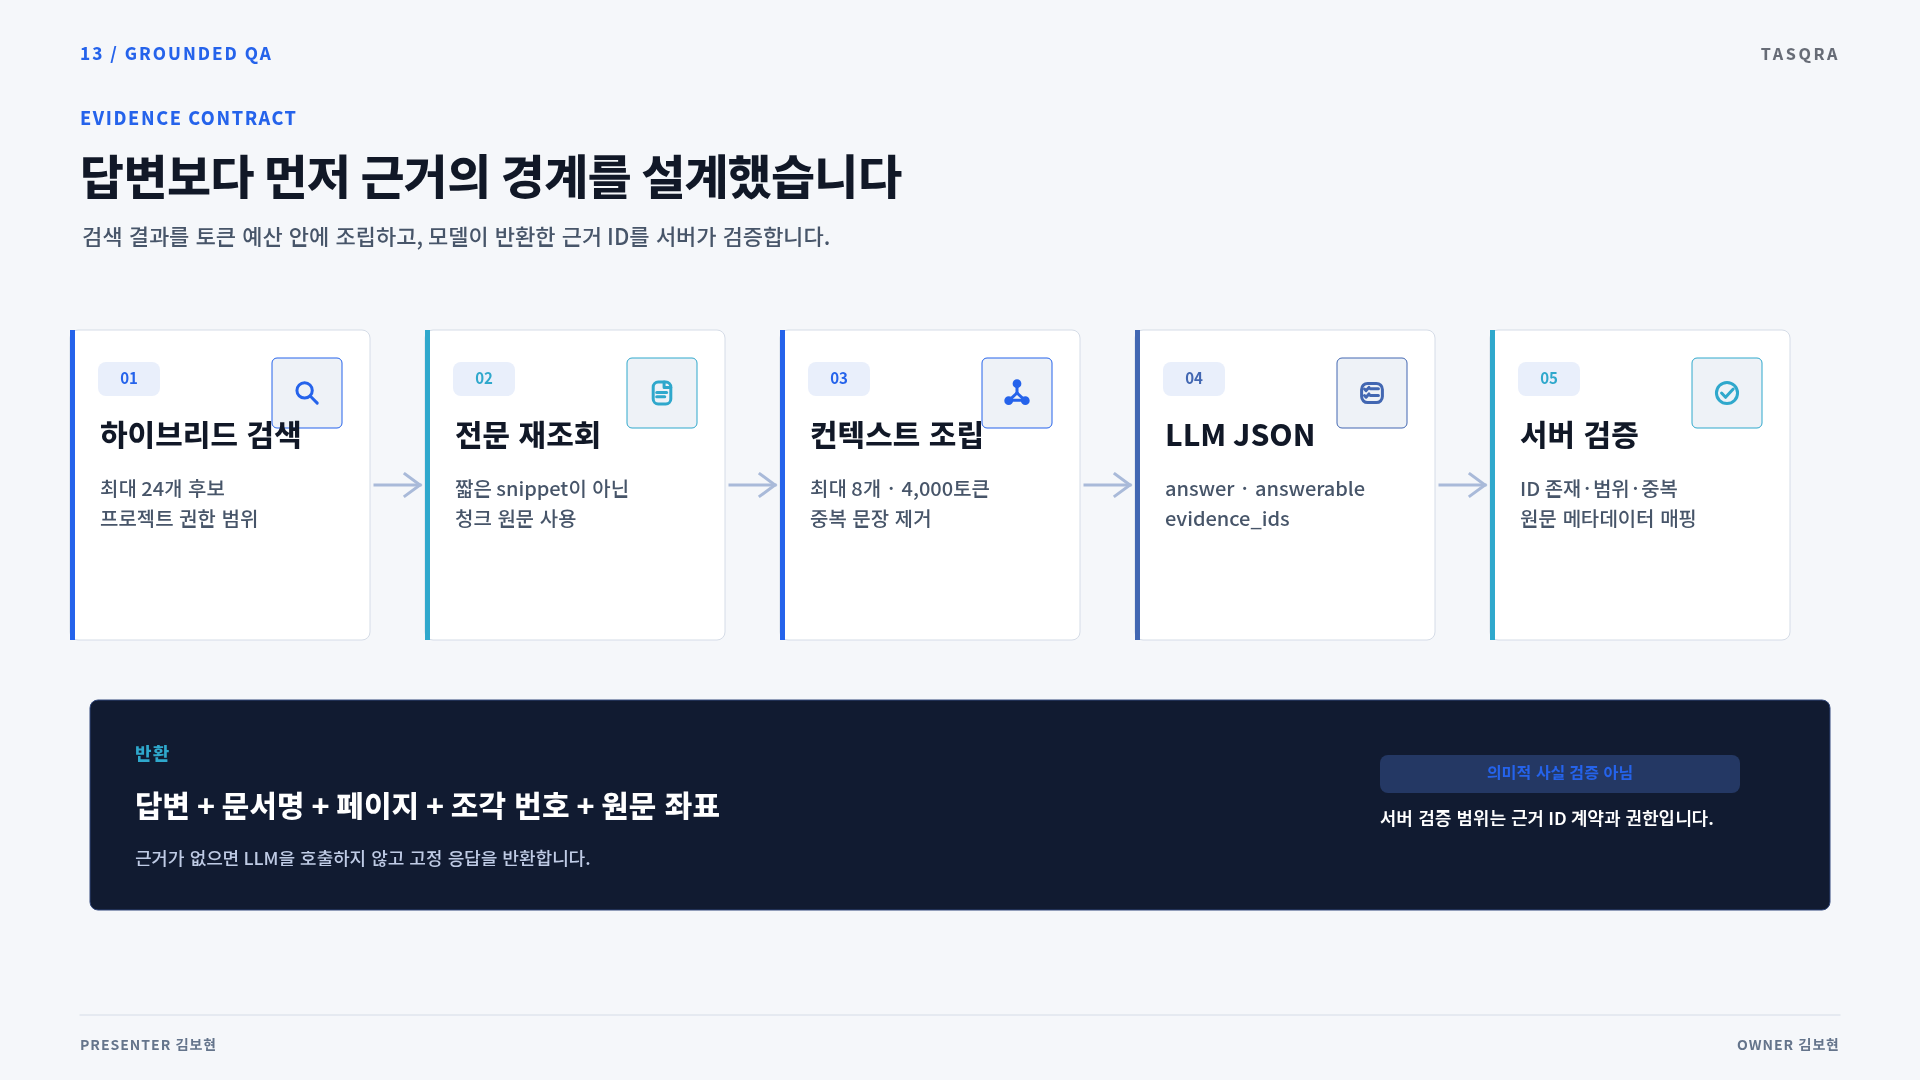 13 / GROUNDED QA
TASQRA
EVIDENCE CONTRACT
답변보다 먼저 근거의 경계를 설계했습니다
검색 결과를 토큰 예산 안에 조립하고, 모델이 반환한 근거 ID를 서버가 검증합니다.
01
하이브리드 검색
최대 24개 후보
프로젝트 권한 범위
02
전문 재조회
짧은 snippet이 아닌
청크 원문 사용
03
컨텍스트 조립
최대 8개 · 4,000토큰
중복 문장 제거
04
LLM JSON
answer · answerable
evidence_ids
05
서버 검증
ID 존재·범위·중복
원문 메타데이터 매핑
반환
답변 + 문서명 + 페이지 + 조각 번호 + 원문 좌표
근거가 없으면 LLM을 호출하지 않고 고정 응답을 반환합니다.
의미적 사실 검증 아님
서버 검증 범위는 근거 ID 계약과 권한입니다.
PRESENTER 김보현
OWNER 김보현